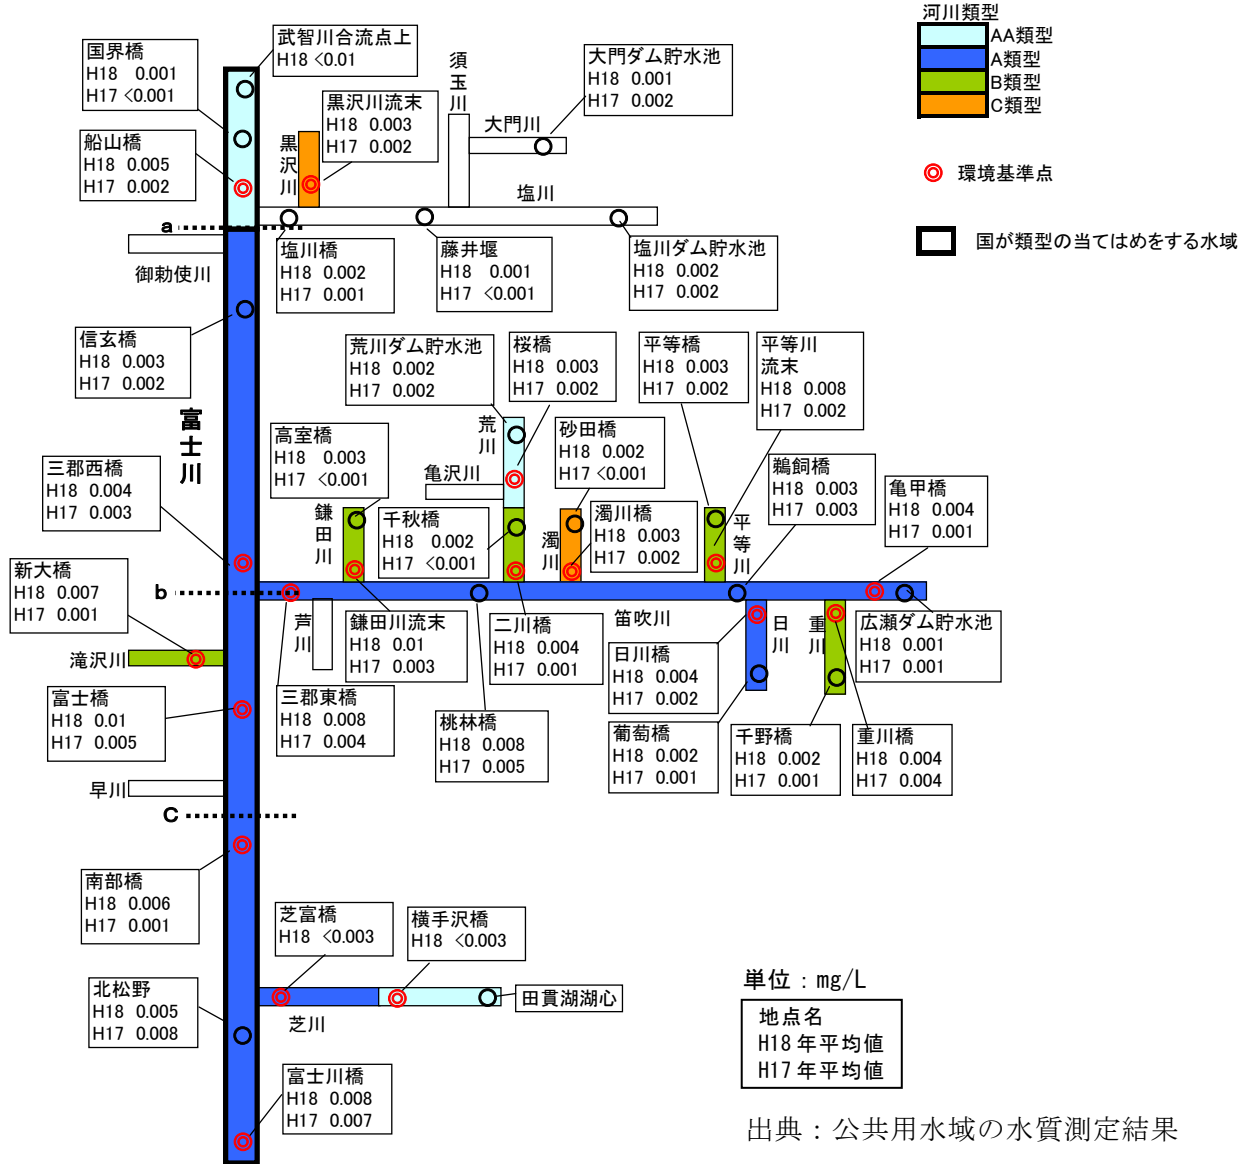 河川類型
AA類型
A類型
B類型
C類型
環境基準点
国が類型の当てはめをする水域
武智川合流点上
H18 <0.01
国界橋
H18 0.001
H17 <0.001
船山橋
H18 0.005
H17 0.002
黒沢川流末
H18 0.003
H17 0.002
黒沢川
須玉川
大門川
大門ダム貯水池
H18 0.001
H17 0.002
塩川
a
御勅使川
塩川橋
H18 0.002
H17 0.001
藤井堰
H18 0.001
H17 <0.001
塩川ダム貯水池
H18 0.002
H17 0.002
信玄橋
H18 0.003
H17 0.002
富士川
荒川ダム貯水池
H18 0.002
H17 0.002
桜橋
H18 0.003
H17 0.002
平等橋
H18 0.003
H17 0.002
平等川
流末
H18 0.008
H17 0.002
高室橋
H18 0.003
H17 <0.001
荒川
亀沢川
砂田橋
H18 0.002
H17 <0.001
三郡西橋
H18 0.004
H17 0.003
鎌田川
千秋橋
H18 0.002
H17 <0.001
濁川
濁川橋
H18 0.003
H17 0.002
平等川
鵜飼橋
H18 0.003
H17 0.003
亀甲橋
H18 0.004
H17 0.001
新大橋
H18 0.007
H17 0.001
b
芦川
鎌田川流末
H18 0.01
H17 0.003
二川橋
H18 0.004
H17 0.001
笛吹川
日川橋
H18 0.004
H17 0.002
日川
重川
広瀬ダム貯水池
H18 0.001
H17 0.001
滝沢川
富士橋
H18 0.01
H17 0.005
三郡東橋
H18 0.008
H17 0.004
桃林橋
H18 0.008
H17 0.005
葡萄橋
H18 0.002
H17 0.001
千野橋
H18 0.002
H17 0.001
重川橋
H18 0.004
H17 0.004
早川
C
南部橋
H18 0.006
H17 0.001
芝富橋
H18 <0.003
横手沢橋
H18 <0.003
田貫湖湖心
芝川
北松野
H18 0.005
H17 0.008
富士川橋
H18 0.008
H17 0.007
単位：mg/L
地点名
H18年平均値
H17年平均値
出典：公共用水域の水質測定結果